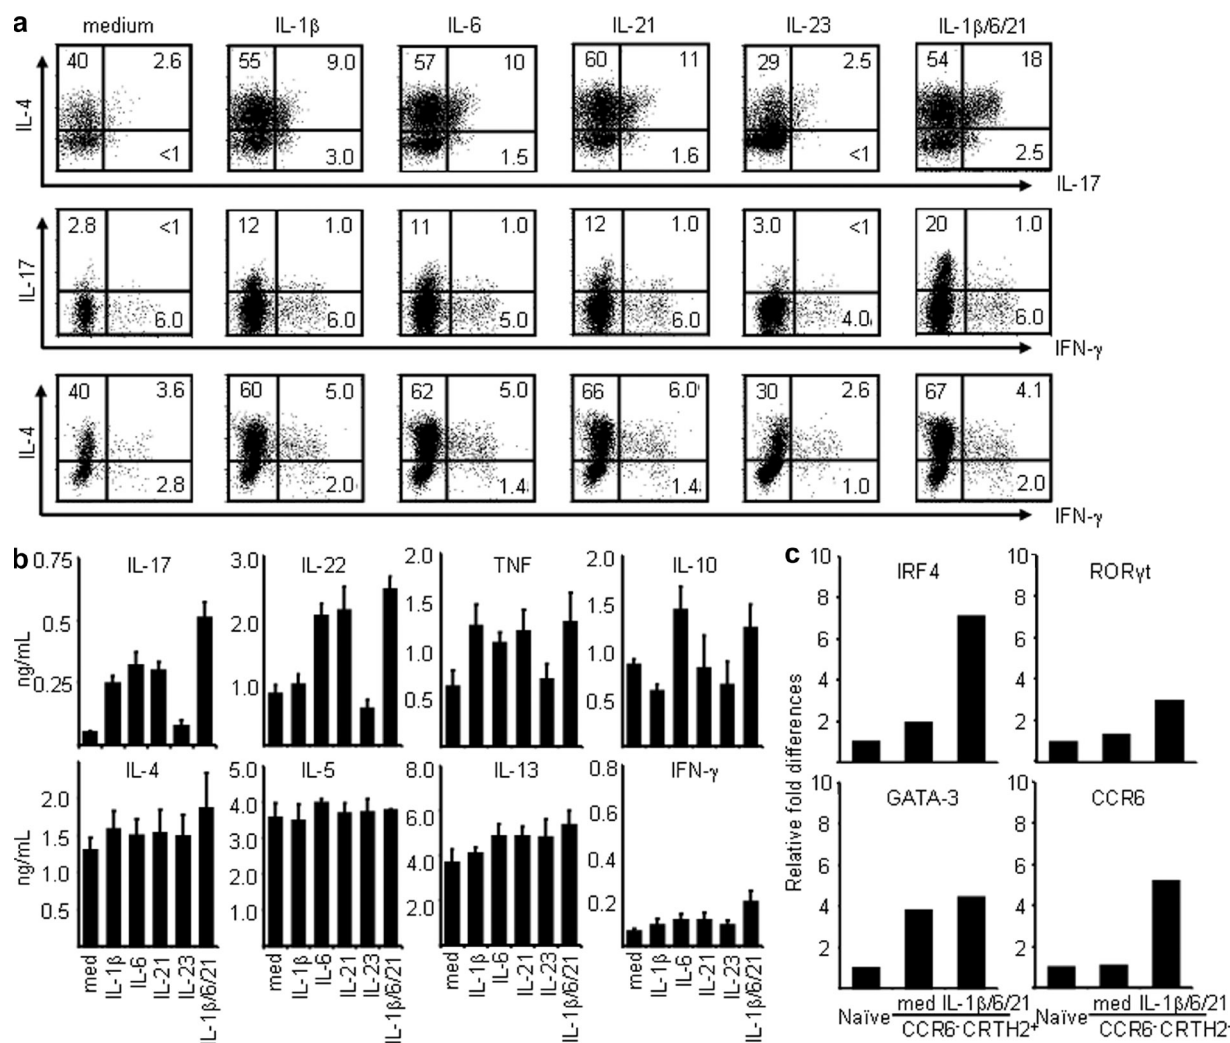 a medium IL-1β IL-6 IL-21 IL-23 IL-1β/6/21
40 2.6 55 9.0 57 10 60 11 29 2.5 54 18
IL-4
<1 3.0 1.5 1.6 <1 2.5
IL-17
2.8 <1 12 1.0 11 1.0 12 1.0 3.0 <1 20 1.0
IL-17
6.0 6.0 5.0 6.0 4.0 6.0
IFN-γ
40 3.6 60 5.0 62 5.0 66 6.0 30 2.6 67 4.1
IL-4
2.8 2.0 1.4 1.4 1.0 2.0
IFN-γ
b
IL-17
0.75
0.5
0.25
ng/mL
IL-22
3.0
2.0
1.0
TNF
2.0
1.5
1.0
0.5
IL-10
2.0
1.5
1.0
0.5
IL-4
2.0
1.5
1.0
0.5
ng/mL
IL-5
5.0
4.0
3.0
2.0
1.0
IL-13
8.0
6.0
4.0
2.0
IFN-γ
0.8
0.6
0.4
0.2
med IL-1β IL-6 IL-21 IL-23 IL-1β/6/21
med IL-1β IL-6 IL-21 IL-23 IL-1β/6/21
med IL-1β IL-6 IL-21 IL-23 IL-1β/6/21
med IL-1β IL-6 IL-21 IL-23 IL-1β/6/21
c
Relative fold differences
IRF4
10
8
6
4
2
RORγt
10
8
6
4
2
GATA-3
10
8
6
4
2
CCR6
10
8
6
4
2
med IL-1β/6/21 med IL-1β/6/21
Naïve Naïve
CCR6-CRTH2+ CCR6-CRTH2-